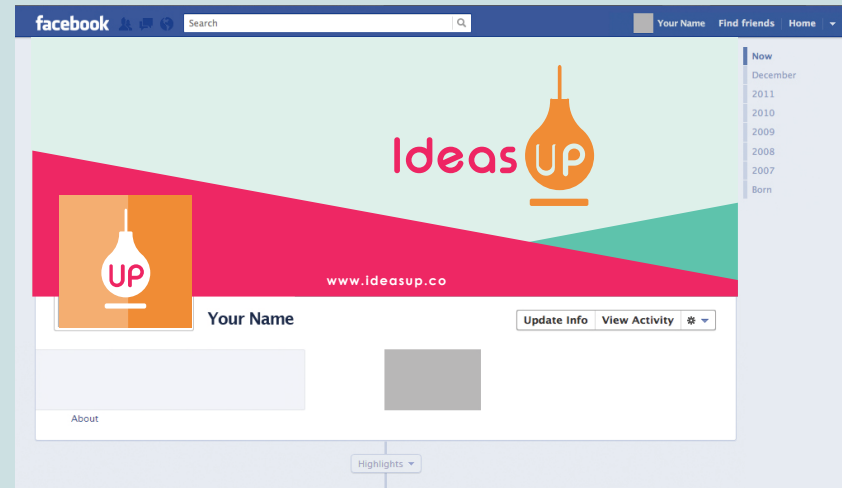 facebook
Search
Your Name Find friends Home
Now
December
2011
2010
2009
2008
2007
Born
Ideas UP
UP
www.ideasup.co
Your Name
Update Info View Activity
About
Highlights